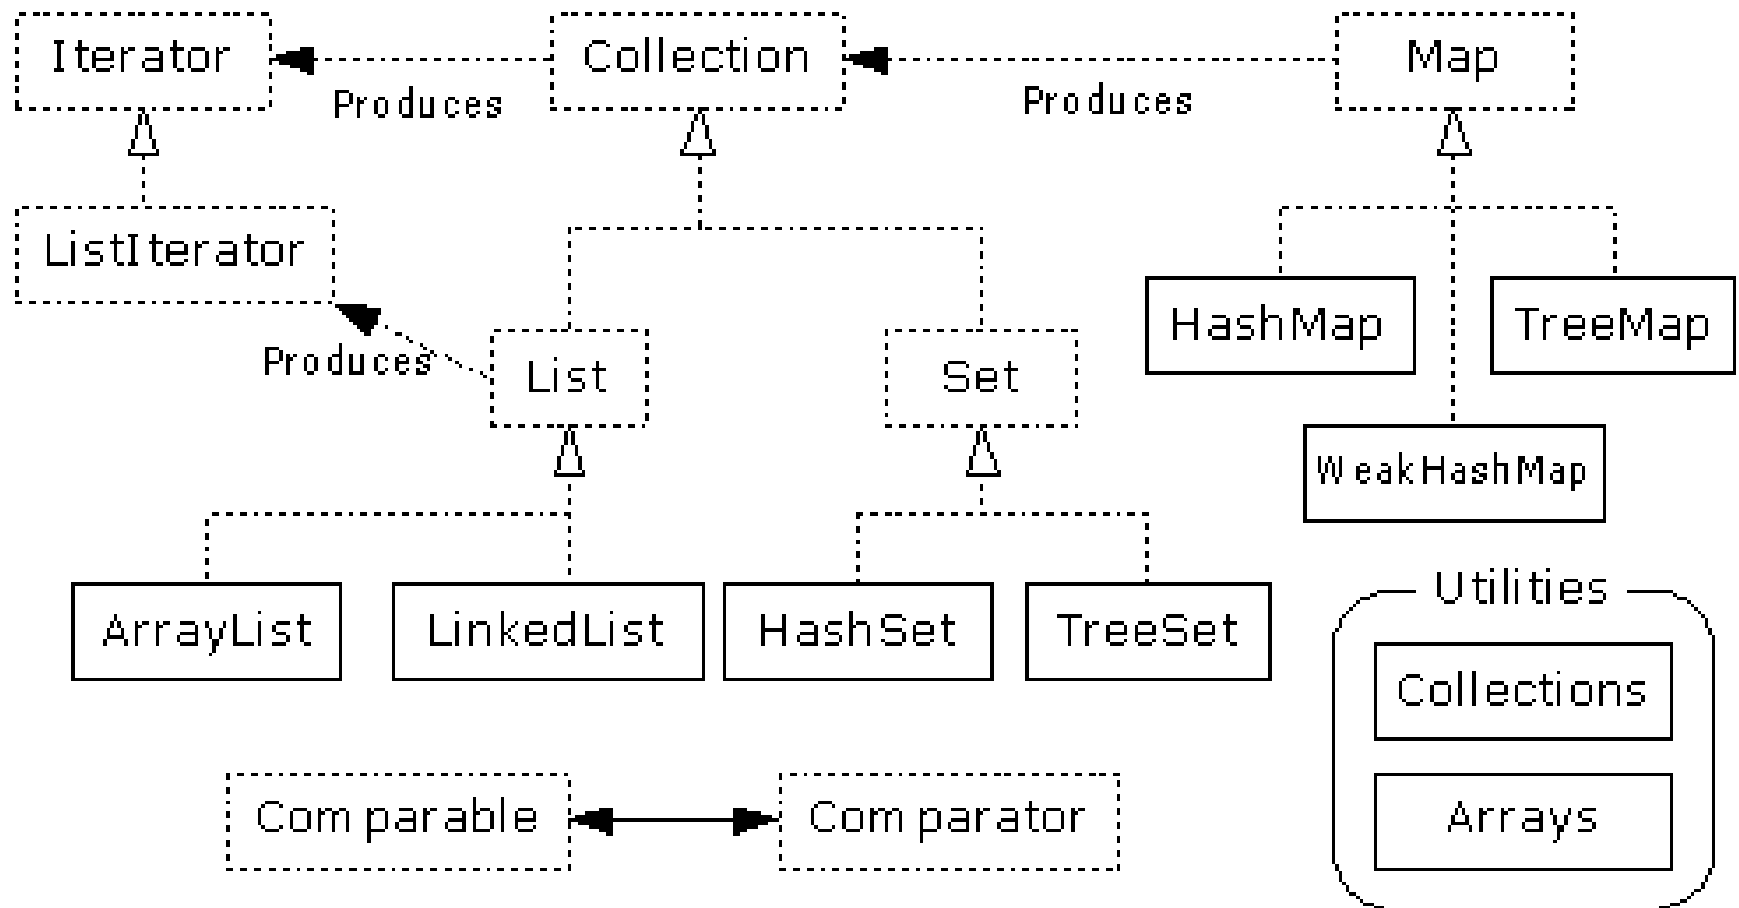 Iterator
Collection
Map
Produces
Produces
ListIterator
HashMap
TreeMap
Produces
List
Set
WeakHashMap
ArrayList
LinkedList
HashSet
TreeSet
Utilities
Collections
Comparable
Comparator
Arrays